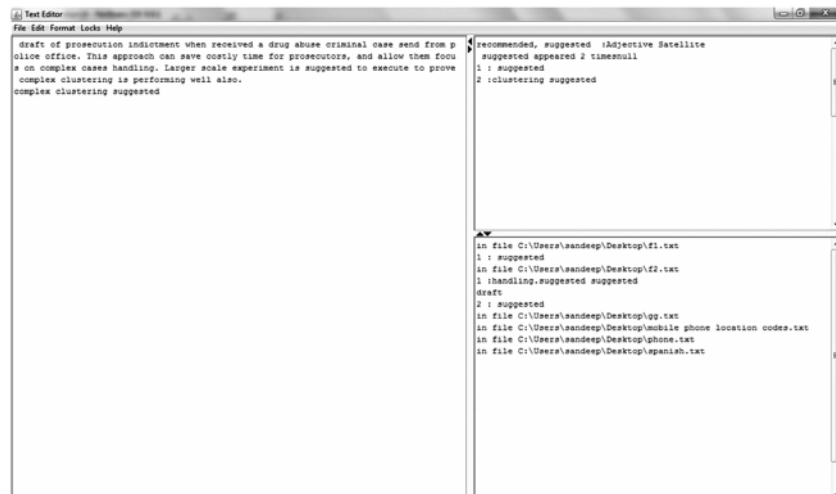 Text Editor
File Edit Format Locks Help
draft of prosecution indictment when received a drug abuse criminal case send from p
olice office. This approach can save costly time for prosecutors, and allow them focu
s on complex cases handling. Larger scale experiment is suggested to execute to prove
complex clustering is performing well also.
complex clustering suggested
recommended, suggested :Adjective Satellite
suggested appeared 2 timesnull
1 : suggested
2 :clustering suggested
in file C:\Users\sandeep\Desktop\f1.txt
1 : suggested
in file C:\Users\sandeep\Desktop\f2.txt
1 :handling.suggested suggested
draft
2 : suggested
in file C:\Users\sandeep\Desktop\gg.txt
in file C:\Users\sandeep\Desktop\mobile phone location codes.txt
in file C:\Users\sandeep\Desktop\phone.txt
in file C:\Users\sandeep\Desktop\spanish.txt